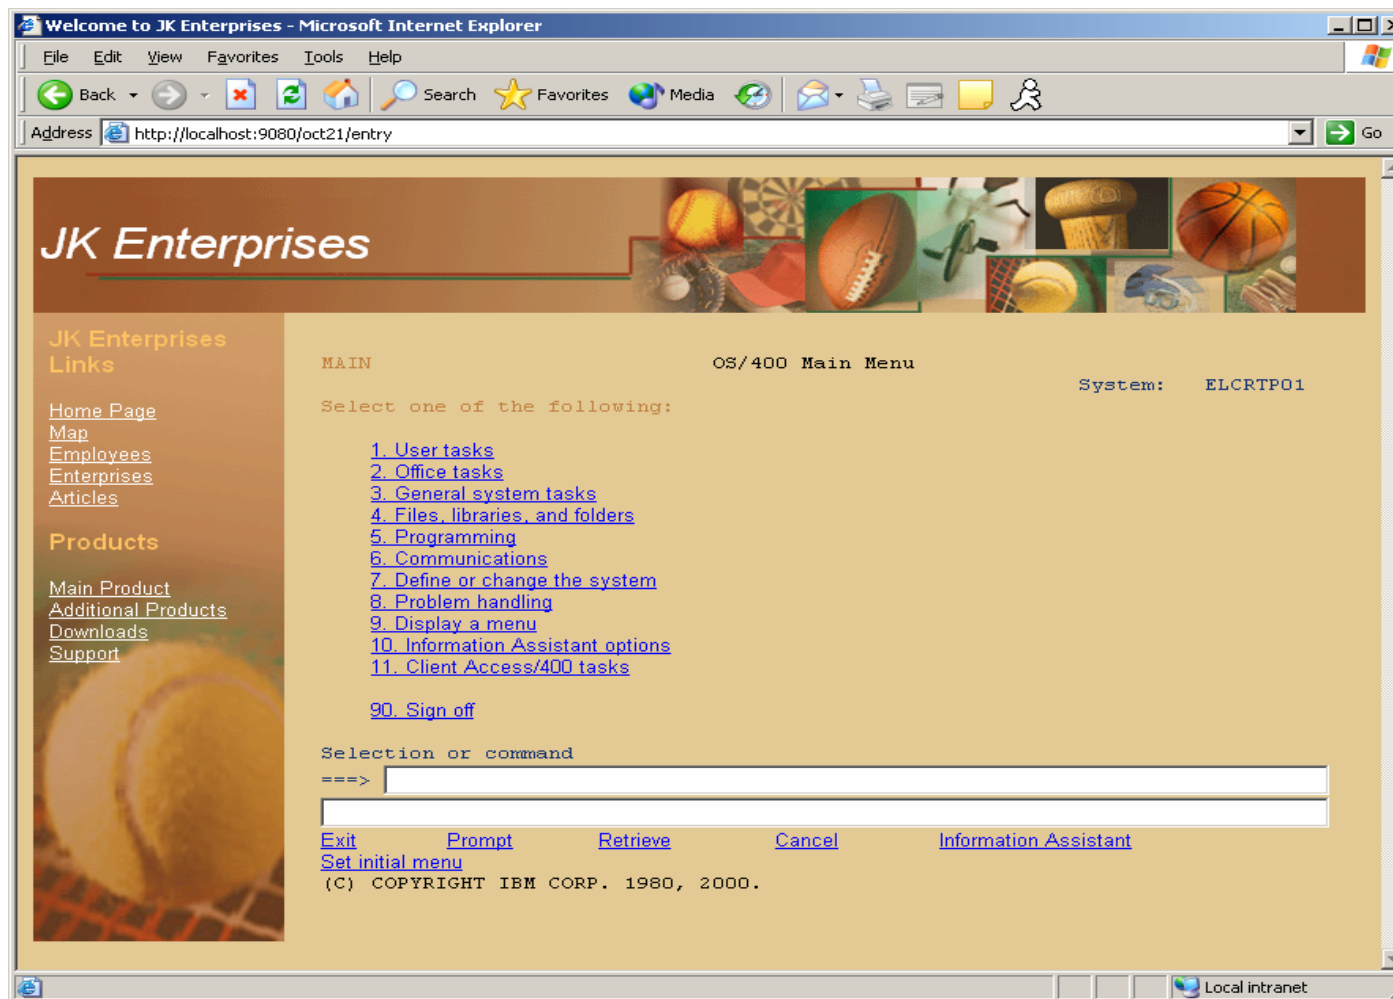 Welcome to JK Enterprises - Microsoft Internet Explorer
File Edit View Favorites Tools Help
Back Search Favorites Media
Address http://localhost:9080/oct21/entry Go
JK Enterprises
JK Enterprises
Links
Home Page
Map
Employees
Enterprises
Articles
Products
Main Product
Additional Products
Downloads
Support
MAIN OS/400 Main Menu
System: ELCRTP01
Select one of the following:
1. User tasks
2. Office tasks
3. General system tasks
4. Files, libraries, and folders
5. Programming
6. Communications
7. Define or change the system
8. Problem handling
9. Display a menu
10. Information Assistant options
11. Client Access/400 tasks
90. Sign off
Selection or command
===>
Exit Prompt Retrieve Cancel Information Assistant
Set initial menu
(C) COPYRIGHT IBM CORP. 1980, 2000.
Local intranet